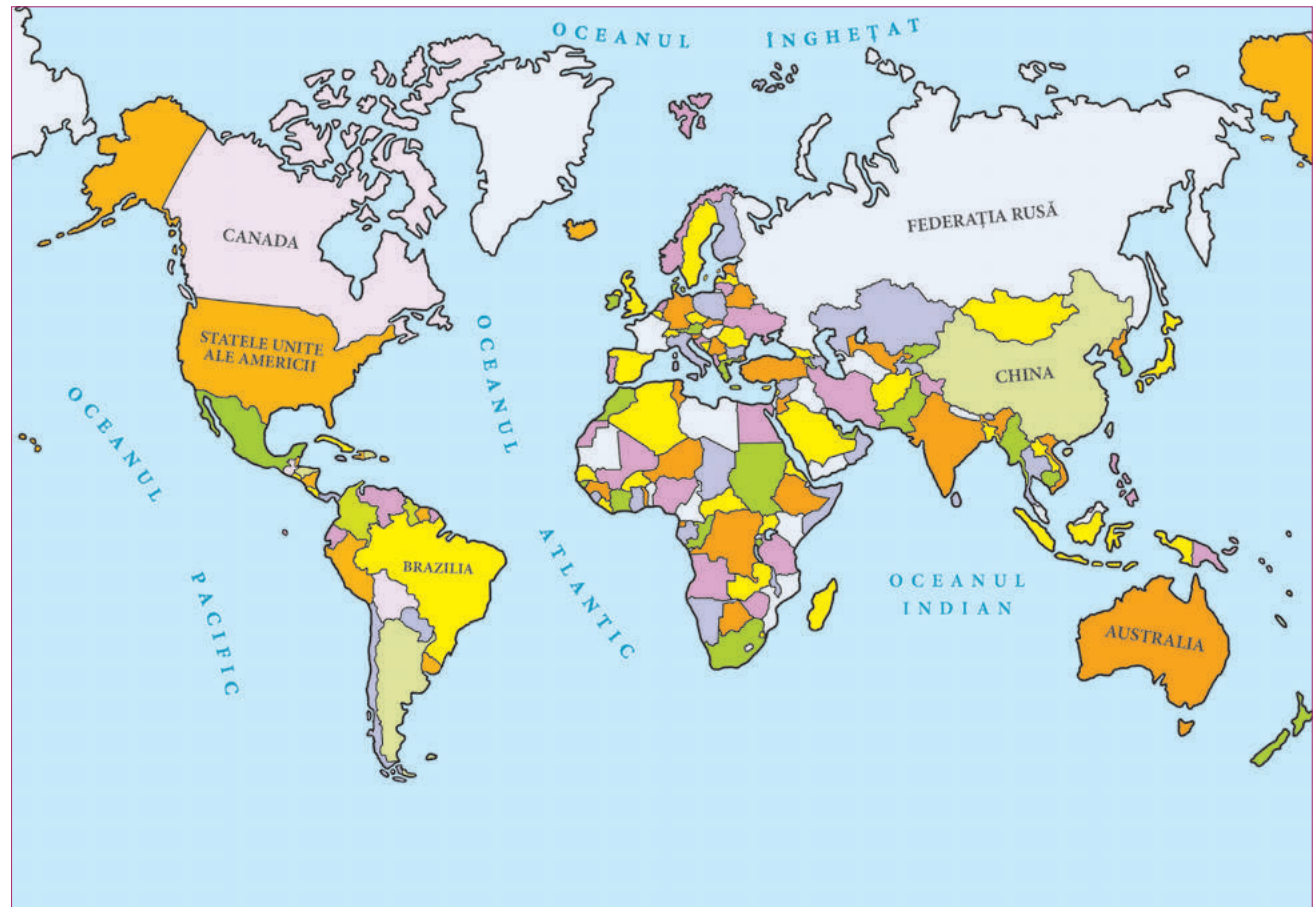 OCEANUL ÎNGHEȚAT
CANADA
FEDERAȚIA RUSĂ
STATELE UNITE
ALE AMERICII
CHINA
OCEANUL
PACIFIC
OCEANUL
ATLANTIC
BRAZILIA
OCEANUL
INDIAN
AUSTRALIA